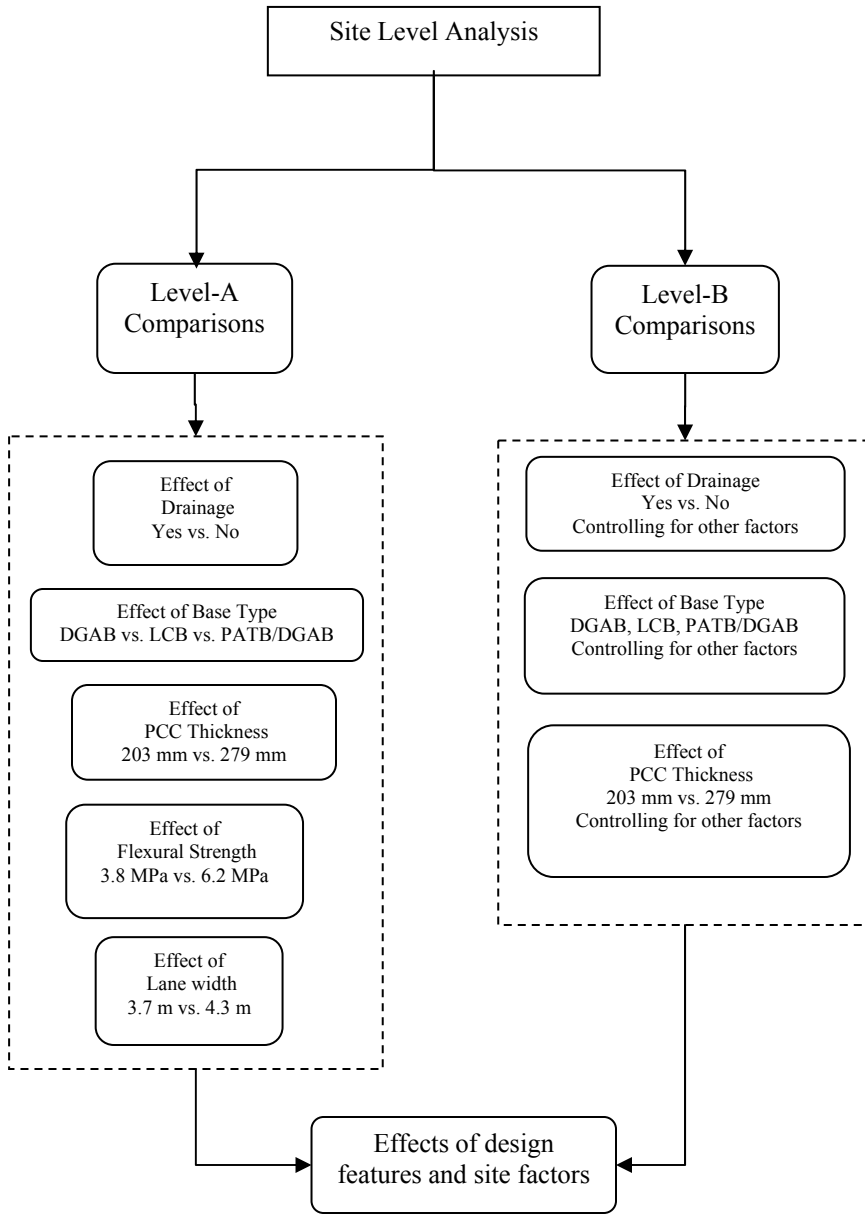 Site Level Analysis
Level-A
Comparisons
Effect of
Drainage
Yes vs. No
Effect of Base Type
DGAB vs. LCB vs. PATB/DGAB
Effect of
PCC Thickness
203 mm vs. 279 mm
Effect of
Flexural Strength
3.8 MPa vs. 6.2 MPa
Effect of
Lane width
3.7 m vs. 4.3 m
Level-B
Comparisons
Effect of Drainage
Yes vs. No
Controlling for other factors
Effect of Base Type
DGAB, LCB, PATB/DGAB
Controlling for other factors
Effect of
PCC Thickness
203 mm vs. 279 mm
Controlling for other factors
Effects of design
features and site factors